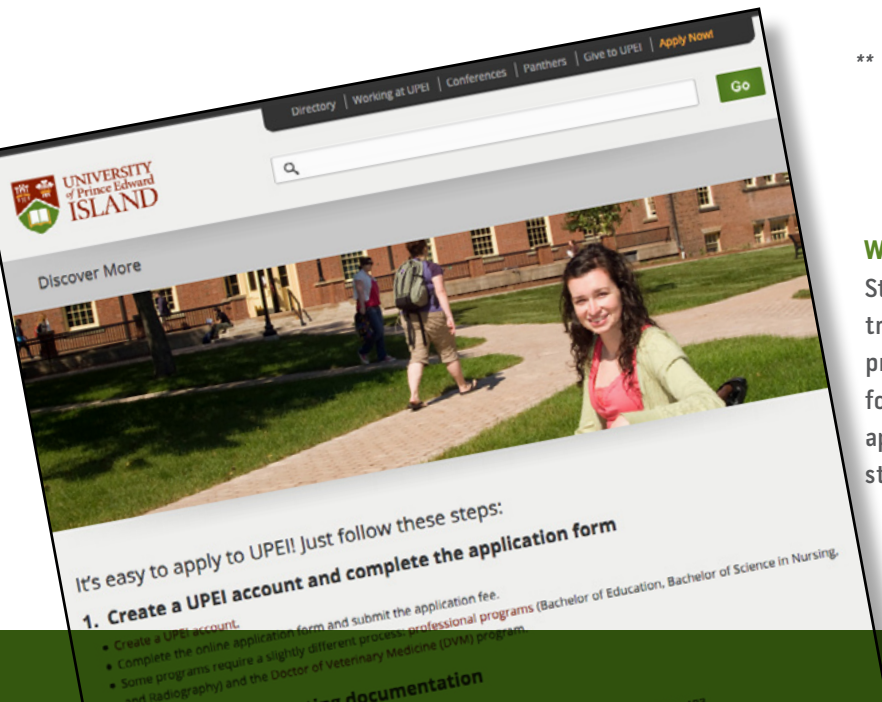 Directory | Working at UPEI | Conferences | Panthers | Give to UPEI | Apply Now!
Go
UNIVERSITY
of Prince Edward
ISLAND
Discover More
It's easy to apply to UPEI! Just follow these steps:
1. Create a UPEI account and complete the application form
• Create a UPEI account.
• Complete the online application form and submit the application fee.
• Some programs require a slightly different process: professional programs (Bachelor of Education, Bachelor of Science in Nursing,
and Radiography) and the Doctor of Veterinary Medicine (DVM) program.
documentation
**
W
St
tr
pr
fo
ap
st